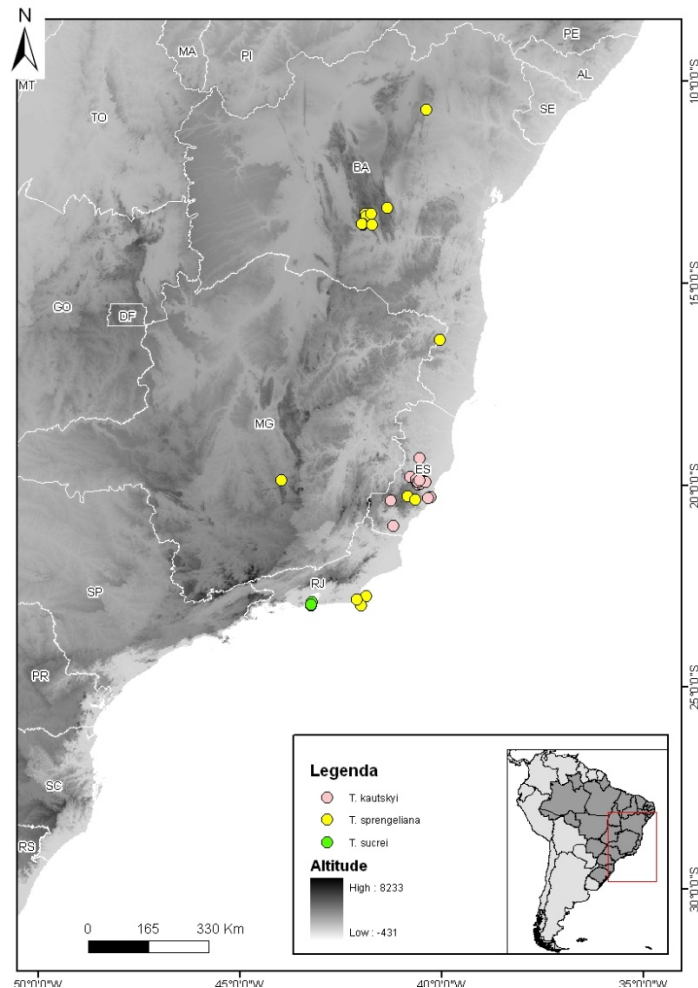 N
PE
MA
PI
AL
MT
SE
TO
10°0'0"S
BA
15°0'0"S
GO
DF
MG
ES
20°0'0"S
RJ
SP
PR
25°0'0"S
SC
RS
Legenda
T. kautskyi
T. sprengeliana
T. sucrei
Altitude
High : 8233
Low : -431
30°0'0"S
0 165 330 Km
50°0'0"W 45°0'0"W 40°0'0"W 35°0'0"W